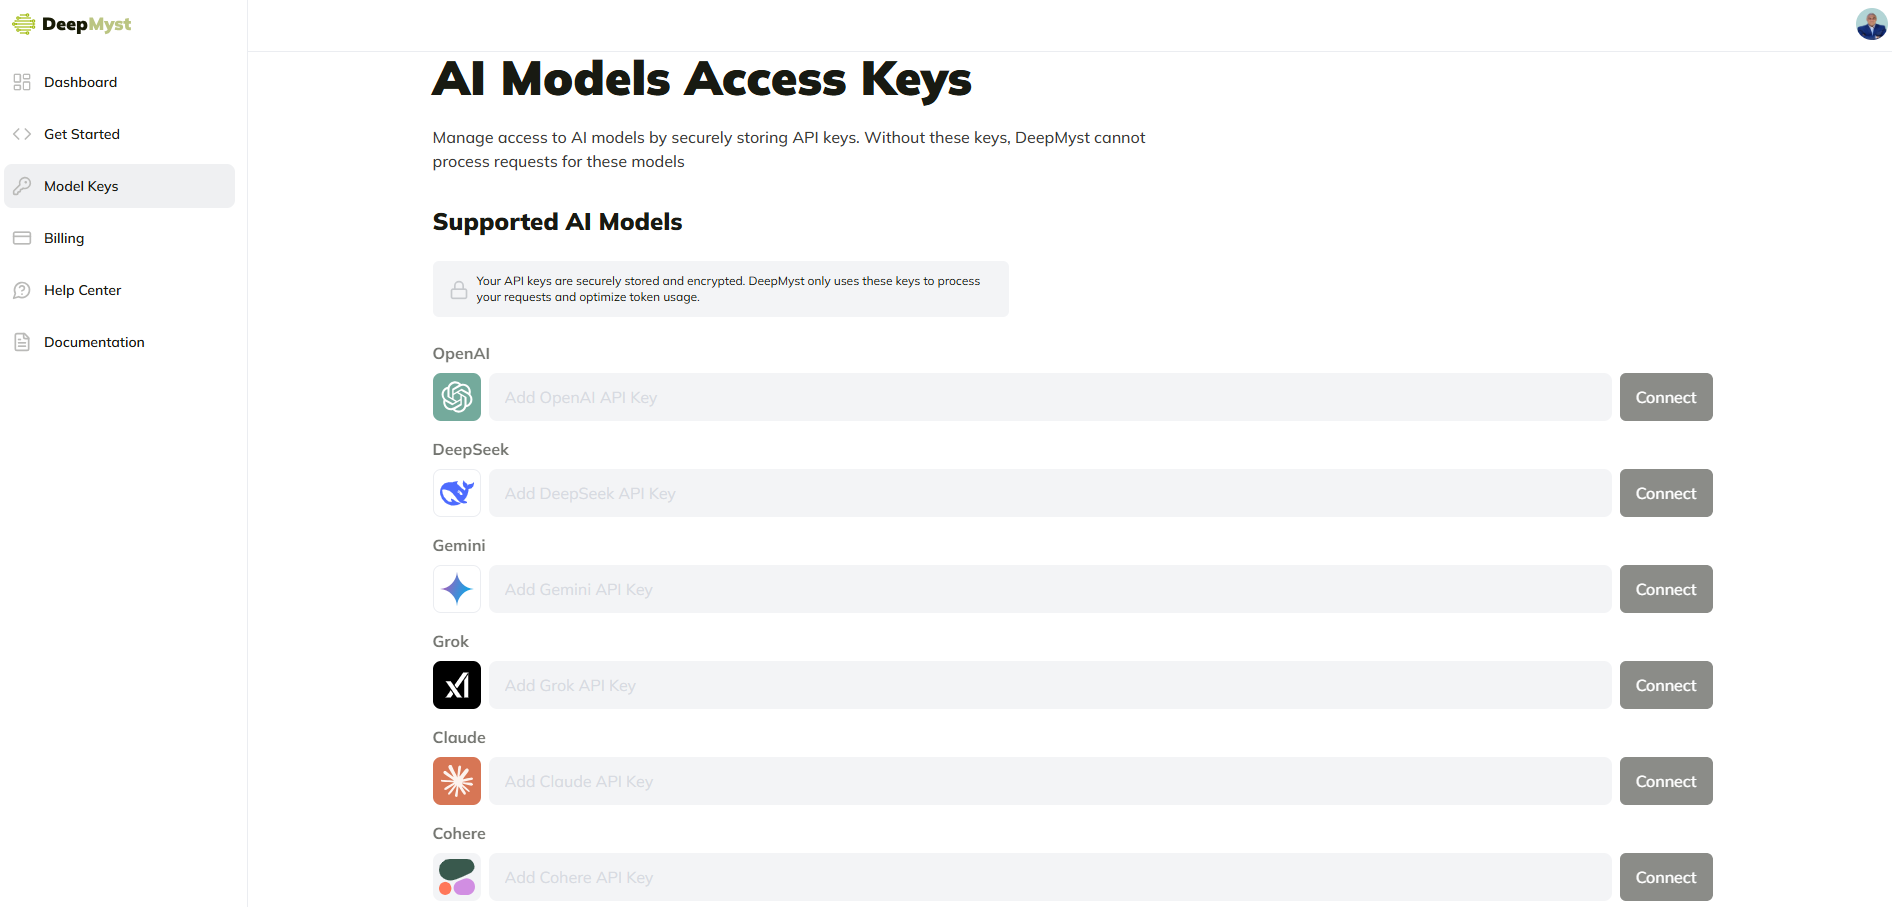 DeepMyst
Dashboard
Get Started
Model Keys
Billing
Help Center
Documentation
AI Models Access Keys
Manage access to AI models by securely storing API keys. Without these keys, DeepMyst cannot
process requests for these models
Supported AI Models
Your API keys are securely stored and encrypted. DeepMyst only uses these keys to process
your requests and optimize token usage.
OpenAI
Add OpenAI API Key
Connect
DeepSeek
Add DeepSeek API Key
Connect
Gemini
Add Gemini API Key
Connect
Grok
Add Grok API Key
Connect
Claude
Add Claude API Key
Connect
Cohere
Add Cohere API Key
Connect